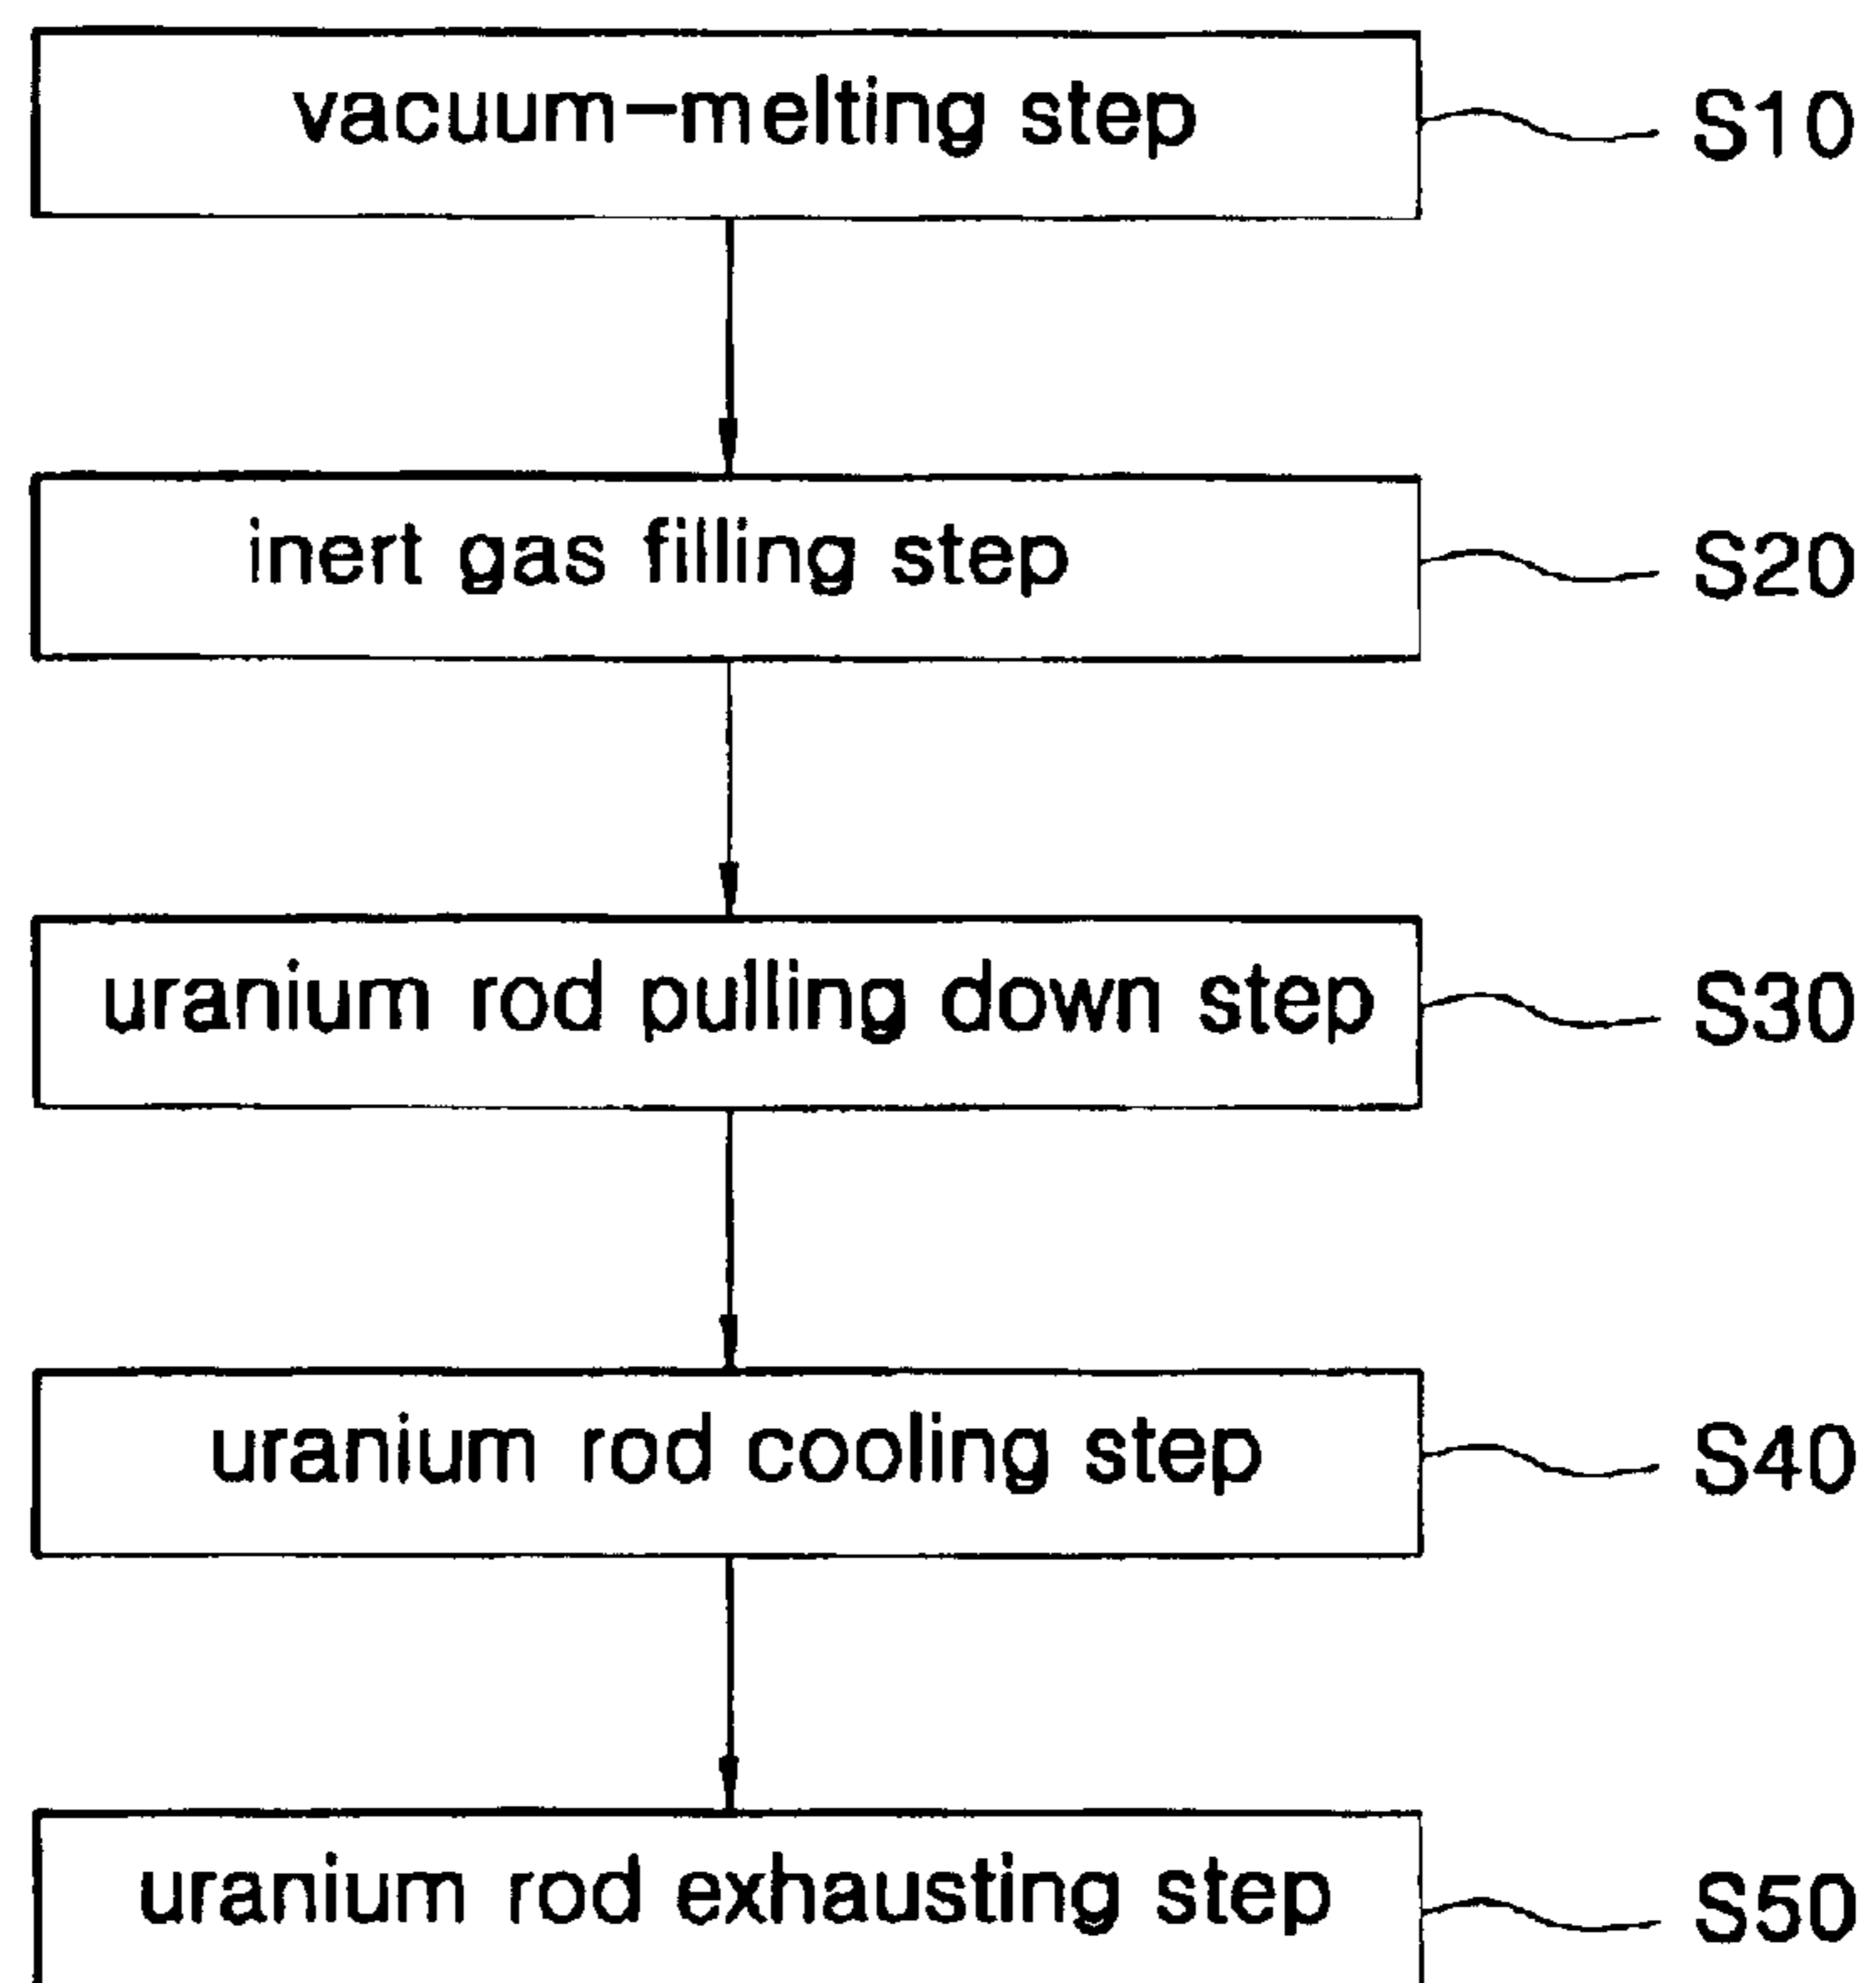 vacuum-melting step S10
inert gas filling step S20
uranium rod pulling down step S30
uranium rod cooling step S40
uranium rod exhausting step S50